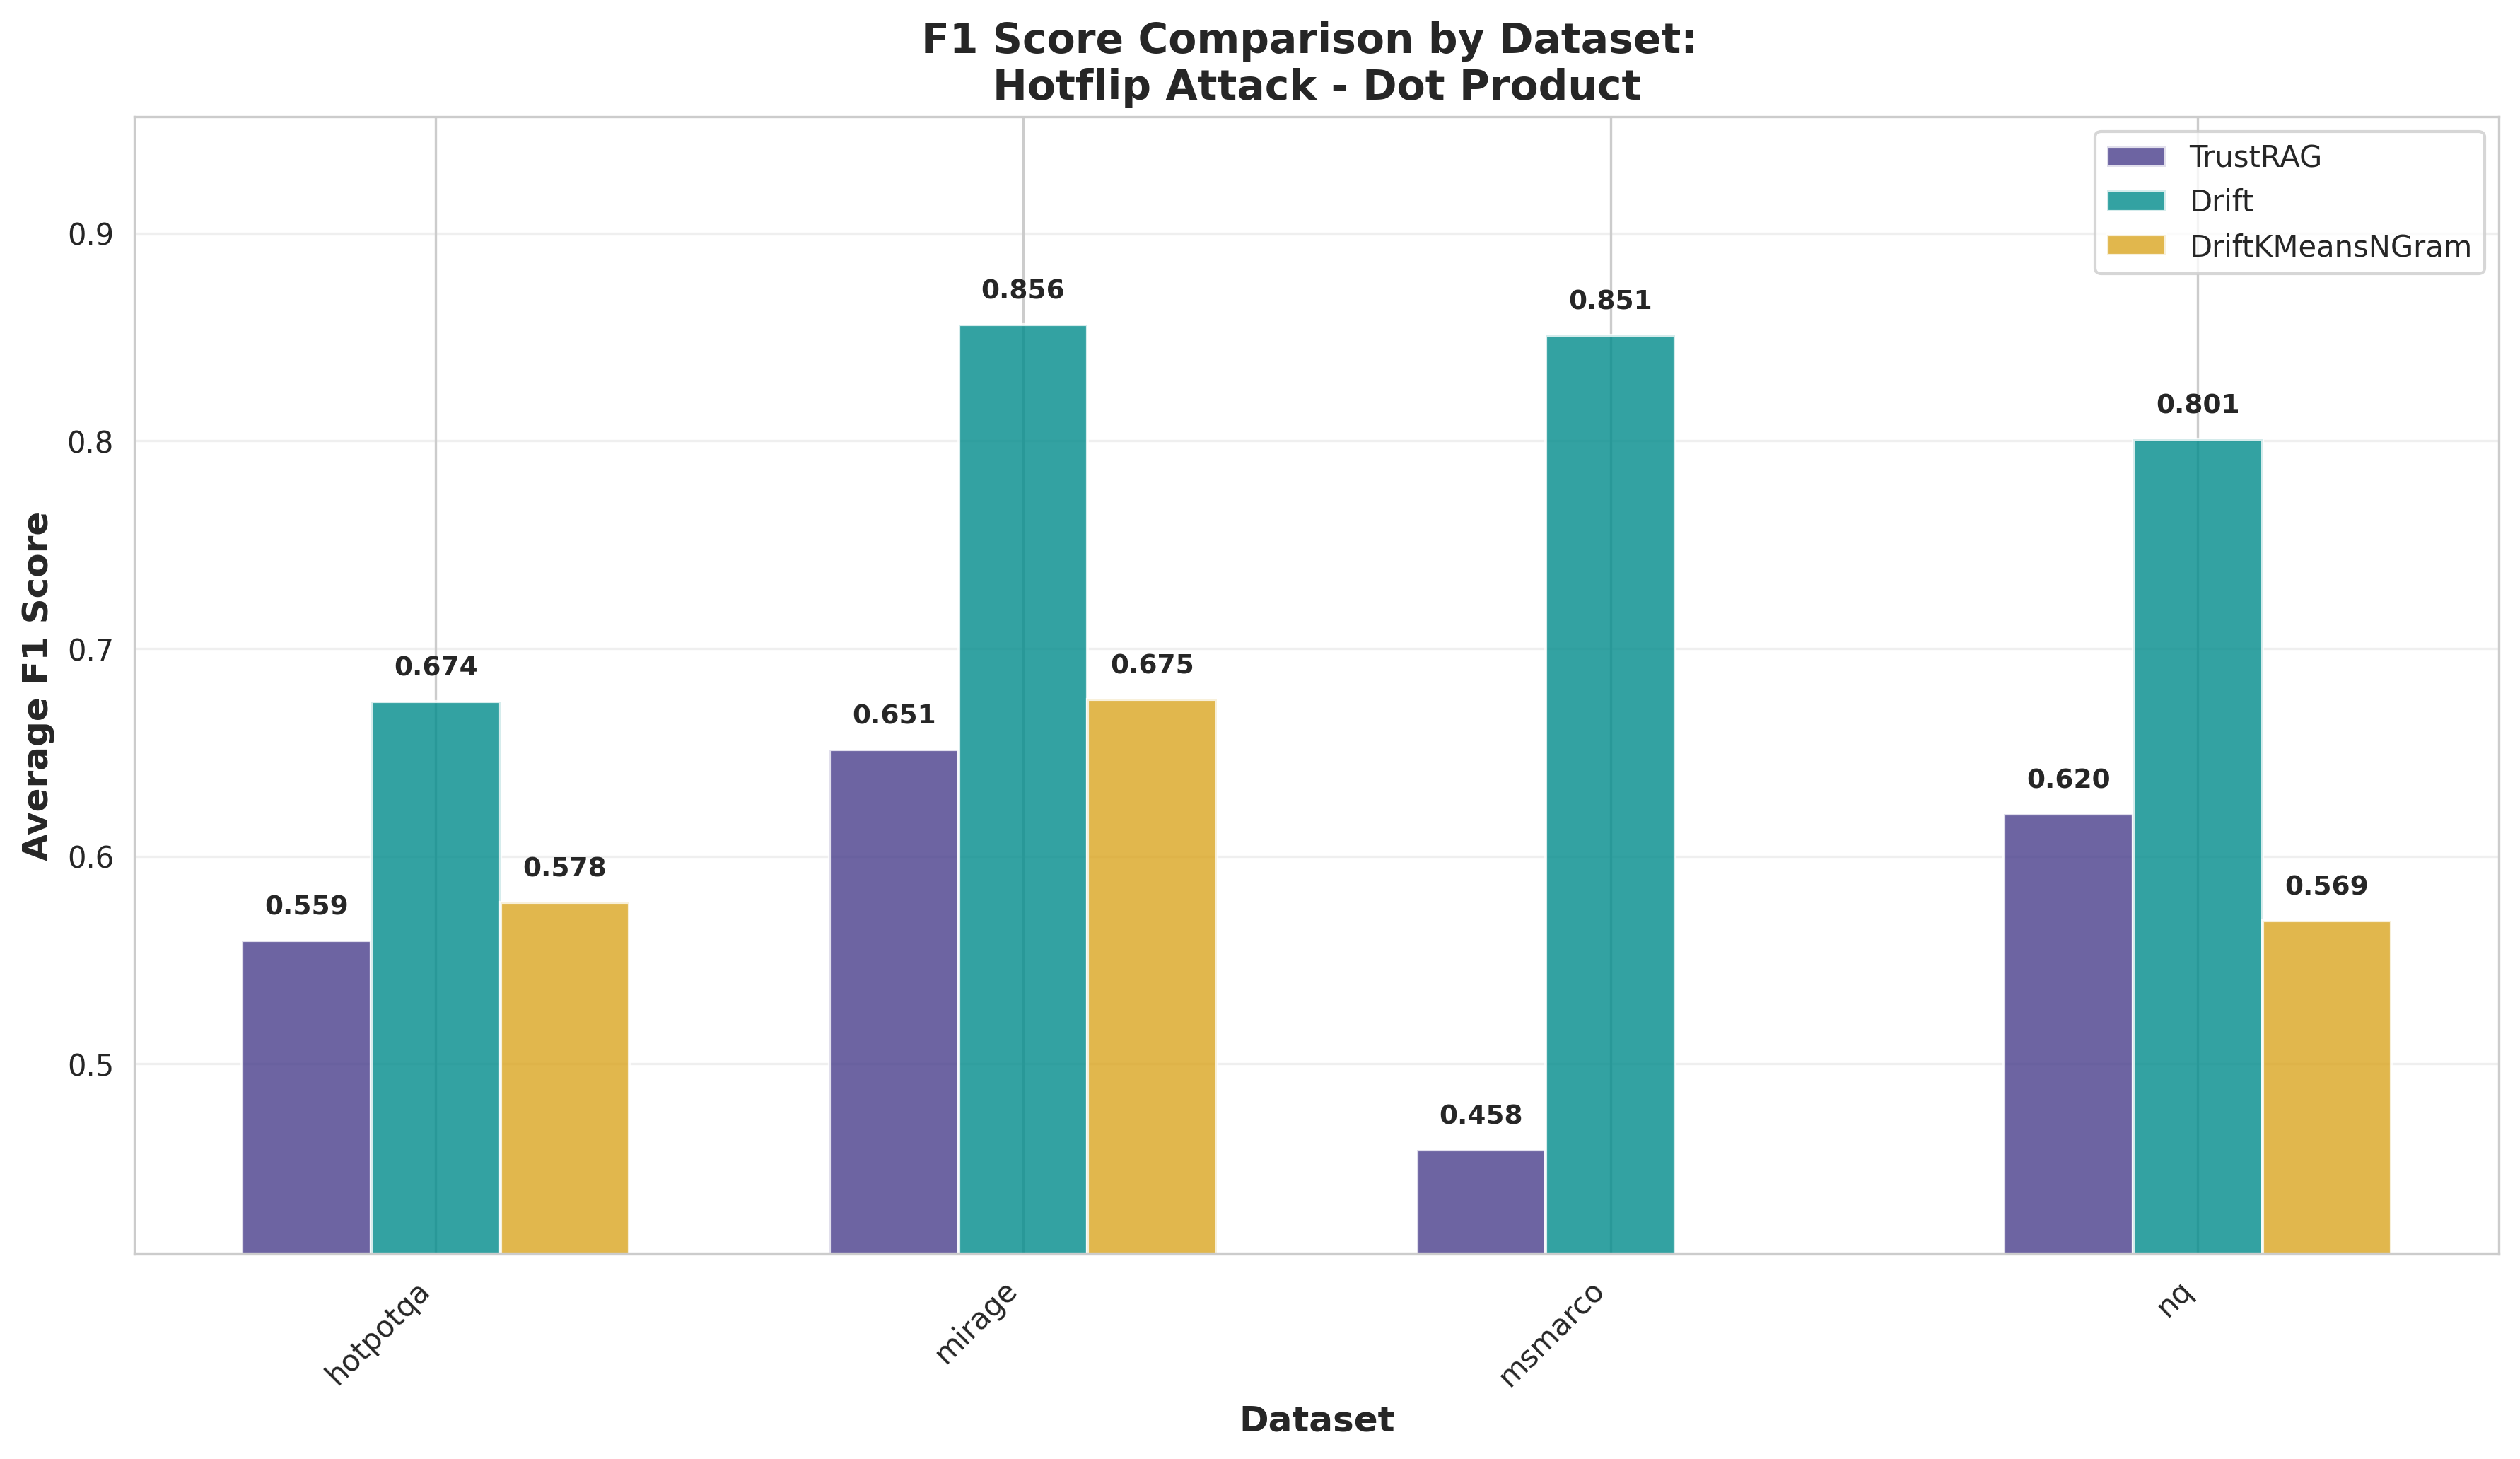 F1 Score Comparison by Dataset:
Hotflip Attack - Dot Product
TrustRAG
Drift
DriftKMeansNGram
Average F1 Score
0.9
0.8
0.7
0.6
0.5
0.559
0.674
0.578
0.651
0.856
0.675
0.458
0.851
0.620
0.801
0.569
hotpotqa
mirage
msmarco
nq
Dataset